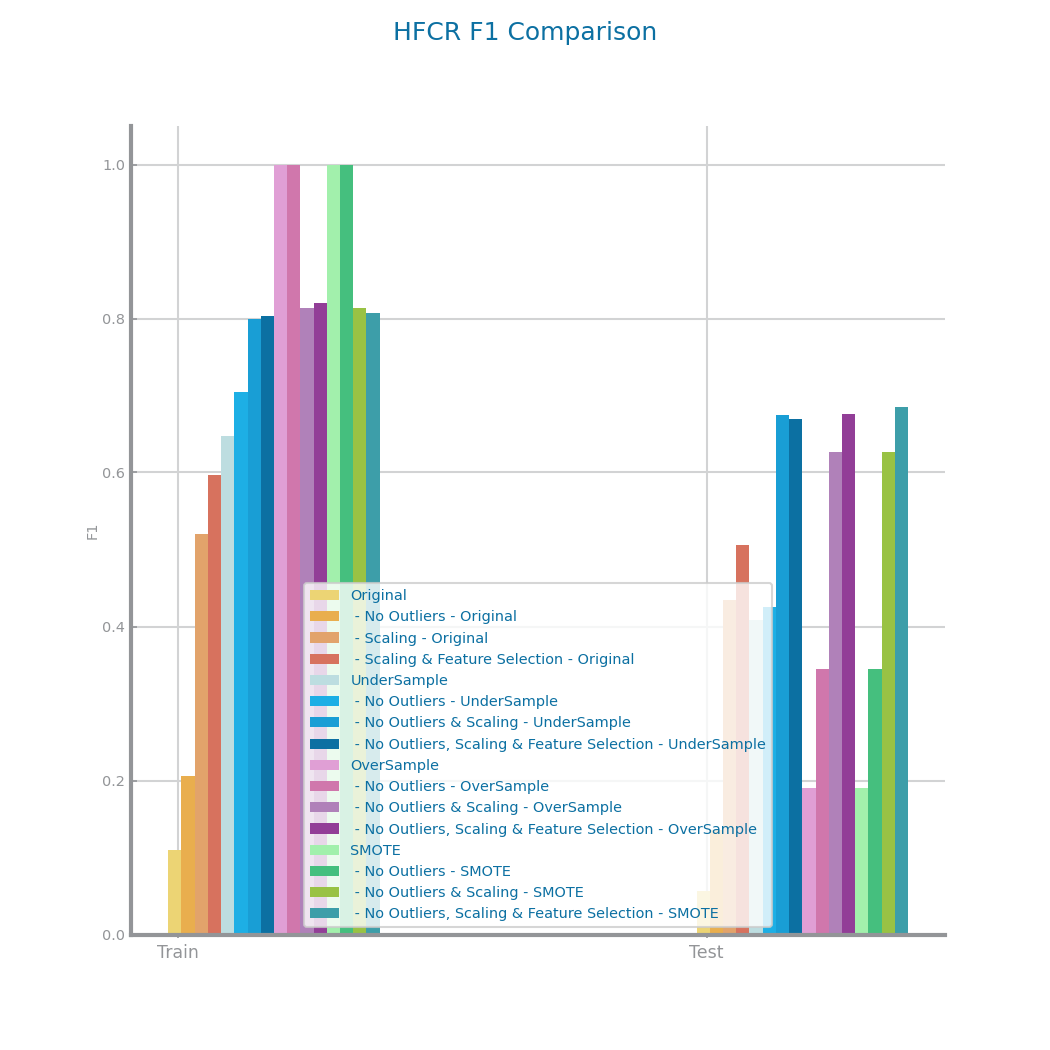 HFCR F1 Comparison
1.0
0.8
0.6
0.4
0.2
0.0
F1
Original
- No Outliers - Original
- Scaling - Original
- Scaling & Feature Selection - Original
UnderSample
- No Outliers - UnderSample
- No Outliers & Scaling - UnderSample
- No Outliers, Scaling & Feature Selection - UnderSample
OverSample
- No Outliers - OverSample
- No Outliers & Scaling - OverSample
- No Outliers, Scaling & Feature Selection - OverSample
SMOTE
- No Outliers - SMOTE
- No Outliers & Scaling - SMOTE
- No Outliers, Scaling & Feature Selection - SMOTE
Train Test